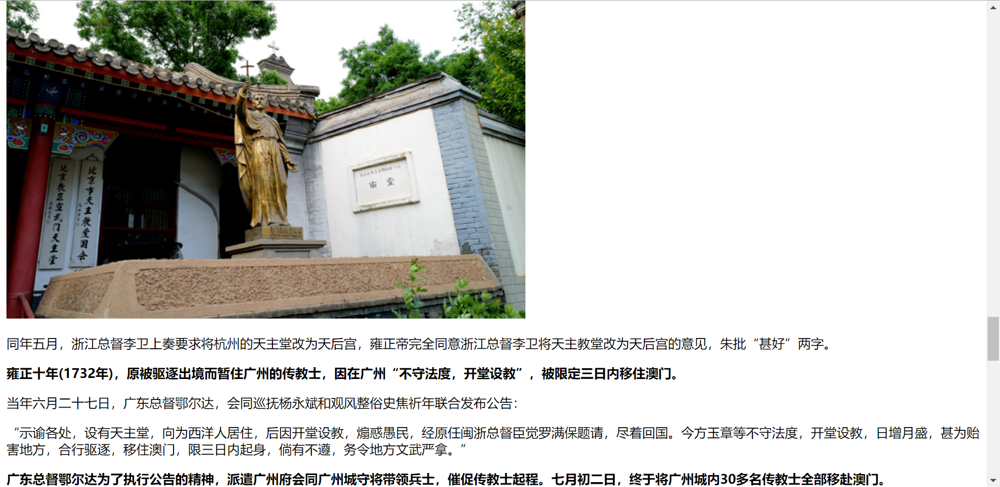 北京教区宣武门天主堂
北京市天主教爱国会
北京市重点文物保护单位
南 堂
同年五月，浙江总督李卫上奏要求将杭州的天主堂改为天后宫，雍正帝完全同意浙江总督李卫将天主教堂改为天后宫的意见，朱批“甚好”两字。
雍正十年(1732年)，原被驱逐出境而暂住广州的传教士，因在广州“不守法度，开堂设教”，被限定三日内移住澳门。
当年六月二十七日，广东总督鄂尔达，会同巡抚杨永斌和观风整俗史焦祈年联合发布公告：
“示谕各处，设有天主堂，向为西洋人居住，后因开堂设教，煽惑愚民，经原任闽浙总督臣觉罗满保题请，尽着回国。今方玉章等不守法度，开堂设教，日增月盛，甚为贻
害地方，合行驱逐，移住澳门，限三日内起身，倘有不遵，务令地方文武严拿。”
广东总督鄂尔达为了执行公告的精神，派遣广州府会同广州城守将带领兵士，催促传教士起程。七月初二日，终于将广州城内30多名传教士全部移赴澳门。